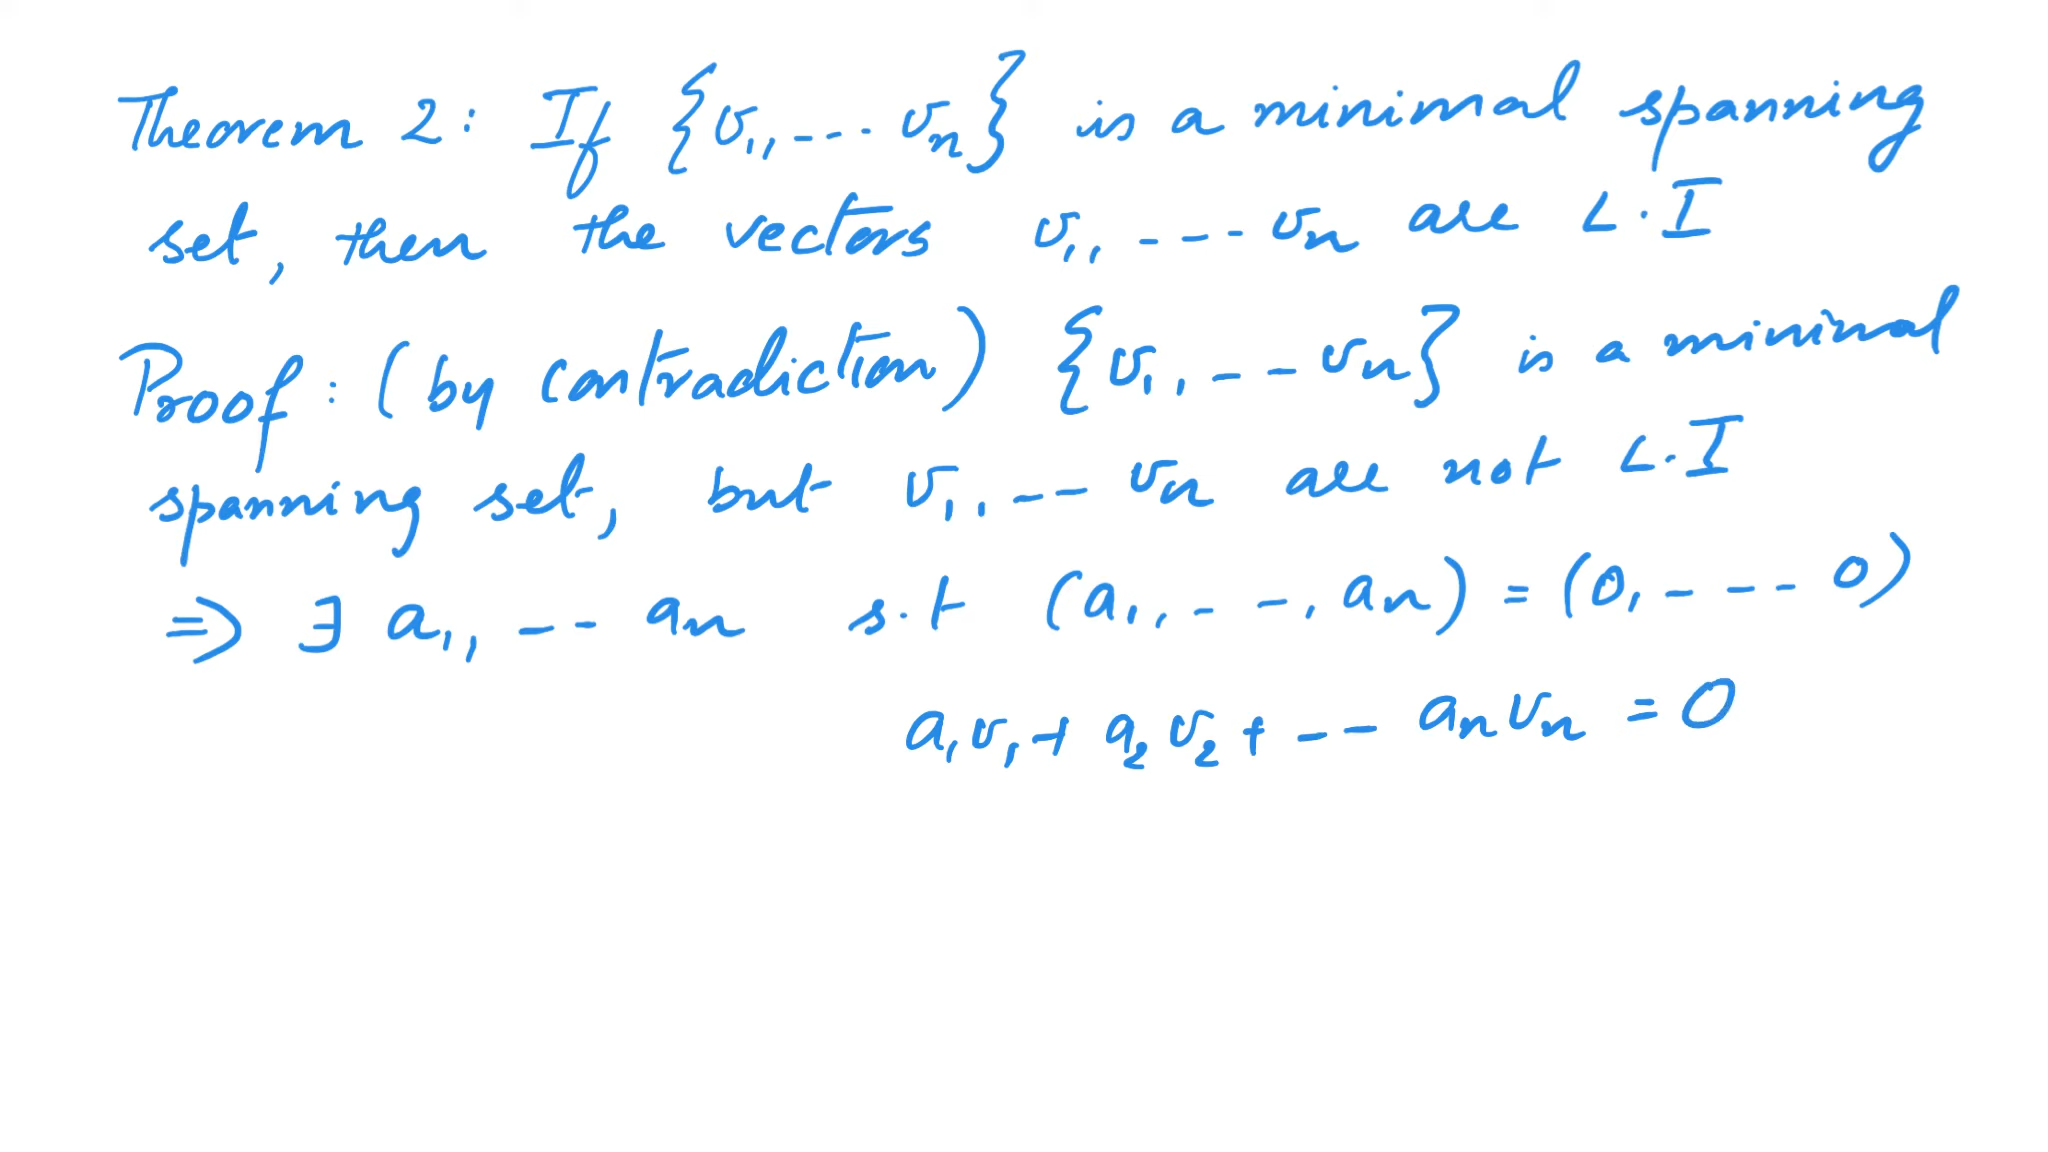 Theorem 2: If {v₁, --- vₙ} is a minimal spanning
set, then the vectors v₁, ---- vₙ are L.I
Proof: (by contradiction) {v₁, -- vₙ} is a minimal
spanning set, but v₁, -- vₙ are not L.I
⇒ ∃ a₁, -- aₙ s.t (a₁, - -, aₙ) = (0, --- 0)
a₁v₁ + a₂v₂ + -- aₙvₙ = 0